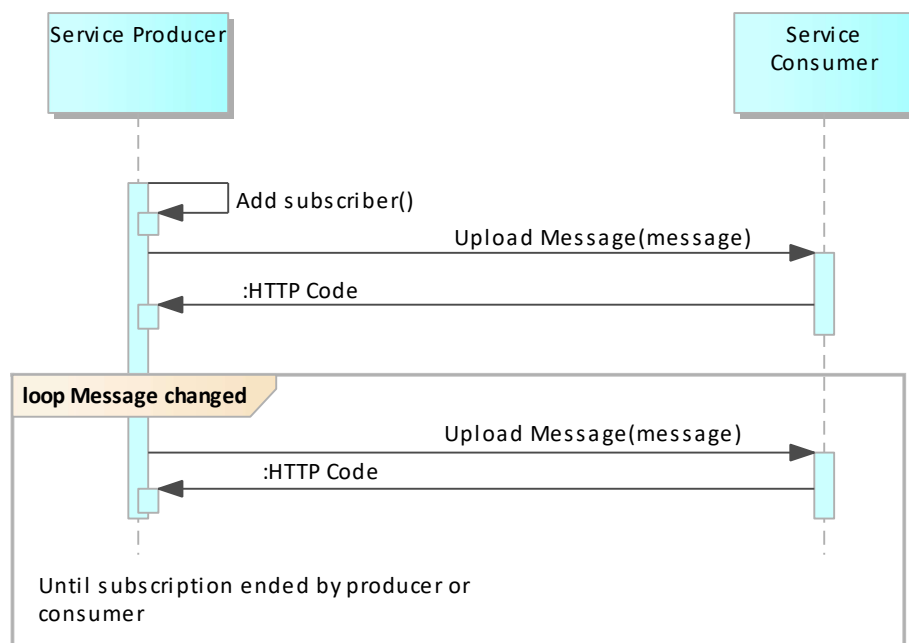 Service Producer
Service
Consumer
Add subscriber()
Upload Message(message)
:HTTP Code
loop Message changed
Upload Message(message)
:HTTP Code
Until subscription ended by producer or
consumer